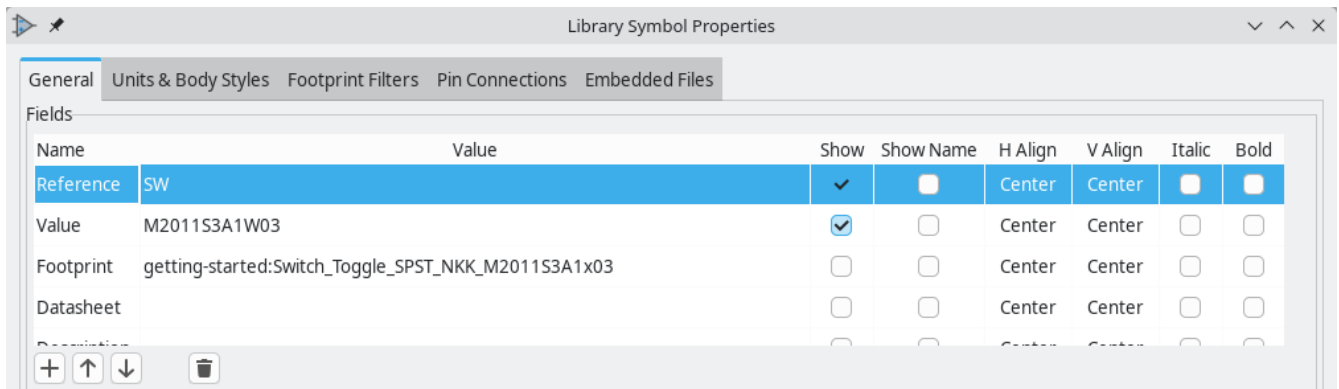 Library Symbol Properties
General Units & Body Styles Footprint Filters Pin Connections Embedded Files
Fields
Name Value Show Show Name H Align V Align Italic Bold
Reference SW Center Center
Value M2011S3A1W03 Center Center
Footprint getting-started:Switch_Toggle_SPST_NKK_M2011S3A1x03 Center Center
Datasheet Center Center